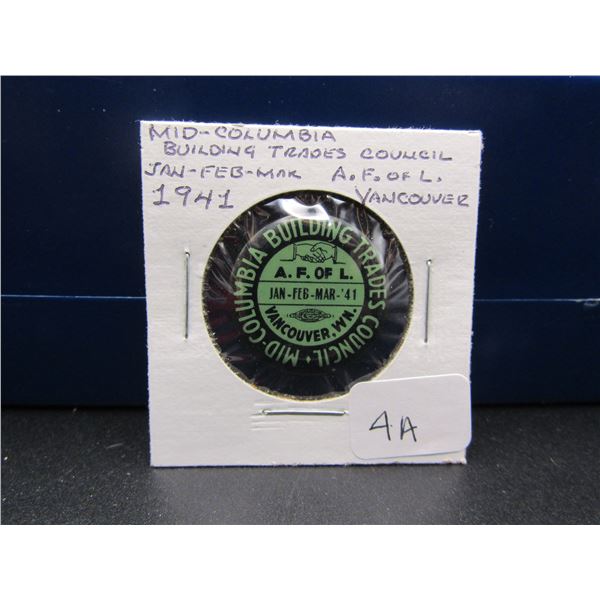 MID-COLUMBIA
BUILDING TRADES COUNCIL
JAN-FEB-MAR A.F. OF L.
1941 VANCOUVER
MID-COLUMBIA BUILDING TRADES COUNCIL
A. F. OF L.
JAN-FEB-MAR-'41
VANCOUVER, WN.
4A